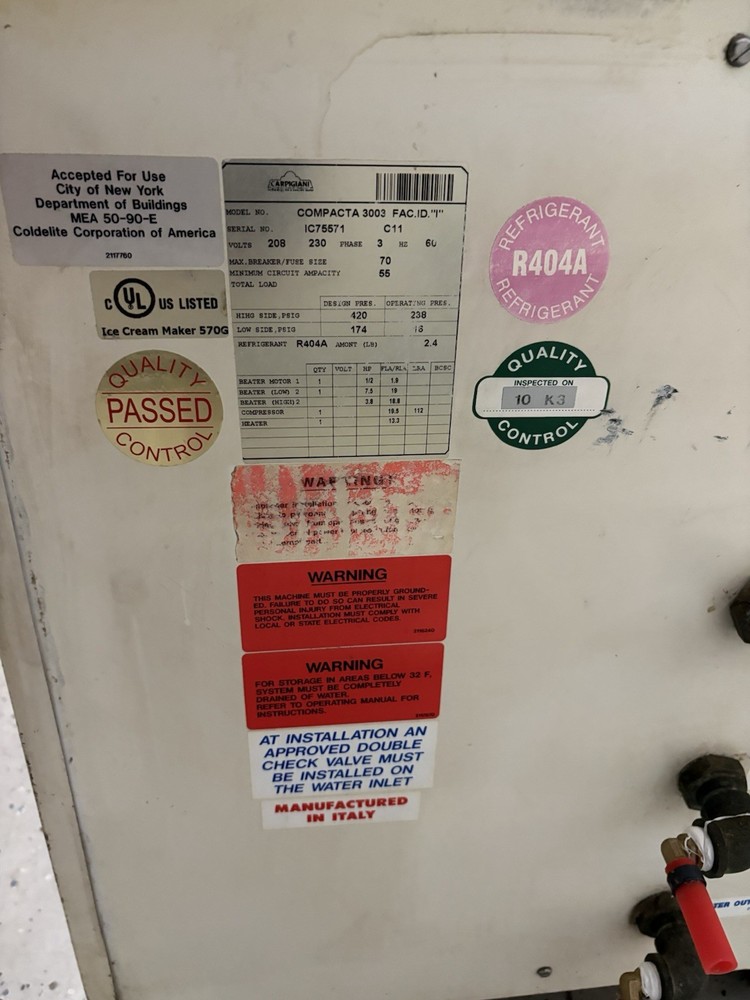 Accepted For Use
City of New York
Department of Buildings
MEA 50-90-E
Coldelite Corporation of America
2117760
C UL US LISTED
Ice Cream Maker 570G
QUALITY
PASSED
CONTROL
CARPIGIANI
MODEL NO. COMPACTA 3003 FAC.ID."I"
SERIAL NO. IC75571 C11
VOLTS 208 230 PHASE 3 HZ 60
MAX.BREAKER/FUSE SIZE 70
MINIMUM CIRCUIT AMPACITY 55
TOTAL LOAD
DESIGN PRES. OPERATING PRES.
HIHG SIDE,PSIG 420 238
LOW SIDE,PSIG 174 18
REFRIGERANT R404A AMONT (LB) 2.4
QTY VOLT HP FLA/RLA LRA
BEATER MOTOR 1 1 1/2 1.8
BEATER (LOW) 2 1 7.5 19
BEATER (HIGH) 2 18.8
COMPRESSOR 1 19.5 112
HEATER 1 13.3
REFRIGERANT
R404A
REFRIGERANT
QUALITY
INSPECTED ON
10 K3
CONTROL
WARNING!
WARNING
THIS MACHINE MUST BE PROPERLY GROUND-
ED. FAILURE TO DO SO CAN RESULT IN SEVERE
PERSONAL INJURY FROM ELECTRICAL
SHOCK. INSTALLATION MUST COMPLY WITH
LOCAL OR STATE ELECTRICAL CODES
WARNING
FOR STORAGE IN AREAS BELOW 32 F,
SYSTEM MUST BE COMPLETELY
DRAINED OF WATER.
REFER TO OPERATING MANUAL FOR
INSTRUCTIONS.
AT INSTALLATION AN
APPROVED DOUBLE
CHECK VALVE MUST
BE INSTALLED ON
THE WATER INLET
MANUFACTURED
IN ITALY